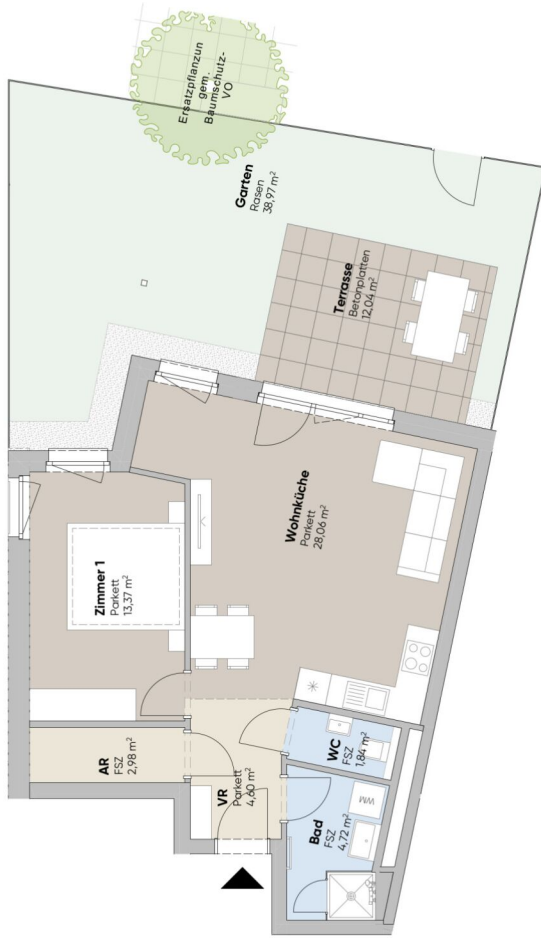 Ersatzpflanzun
gem.
Baumschutz-
VO
Garten
Rasen
38,97 m²
Terrasse
Betonplatten
12,04 m²
Wohnküche
Parkett
28,06 m²
Zimmer 1
Parkett
13,37 m²
AR
FSZ
2,98 m²
VR
Parkett
4,60 m²
WC
FSZ
1,84 m²
Bad
FSZ
4,72 m²
WM